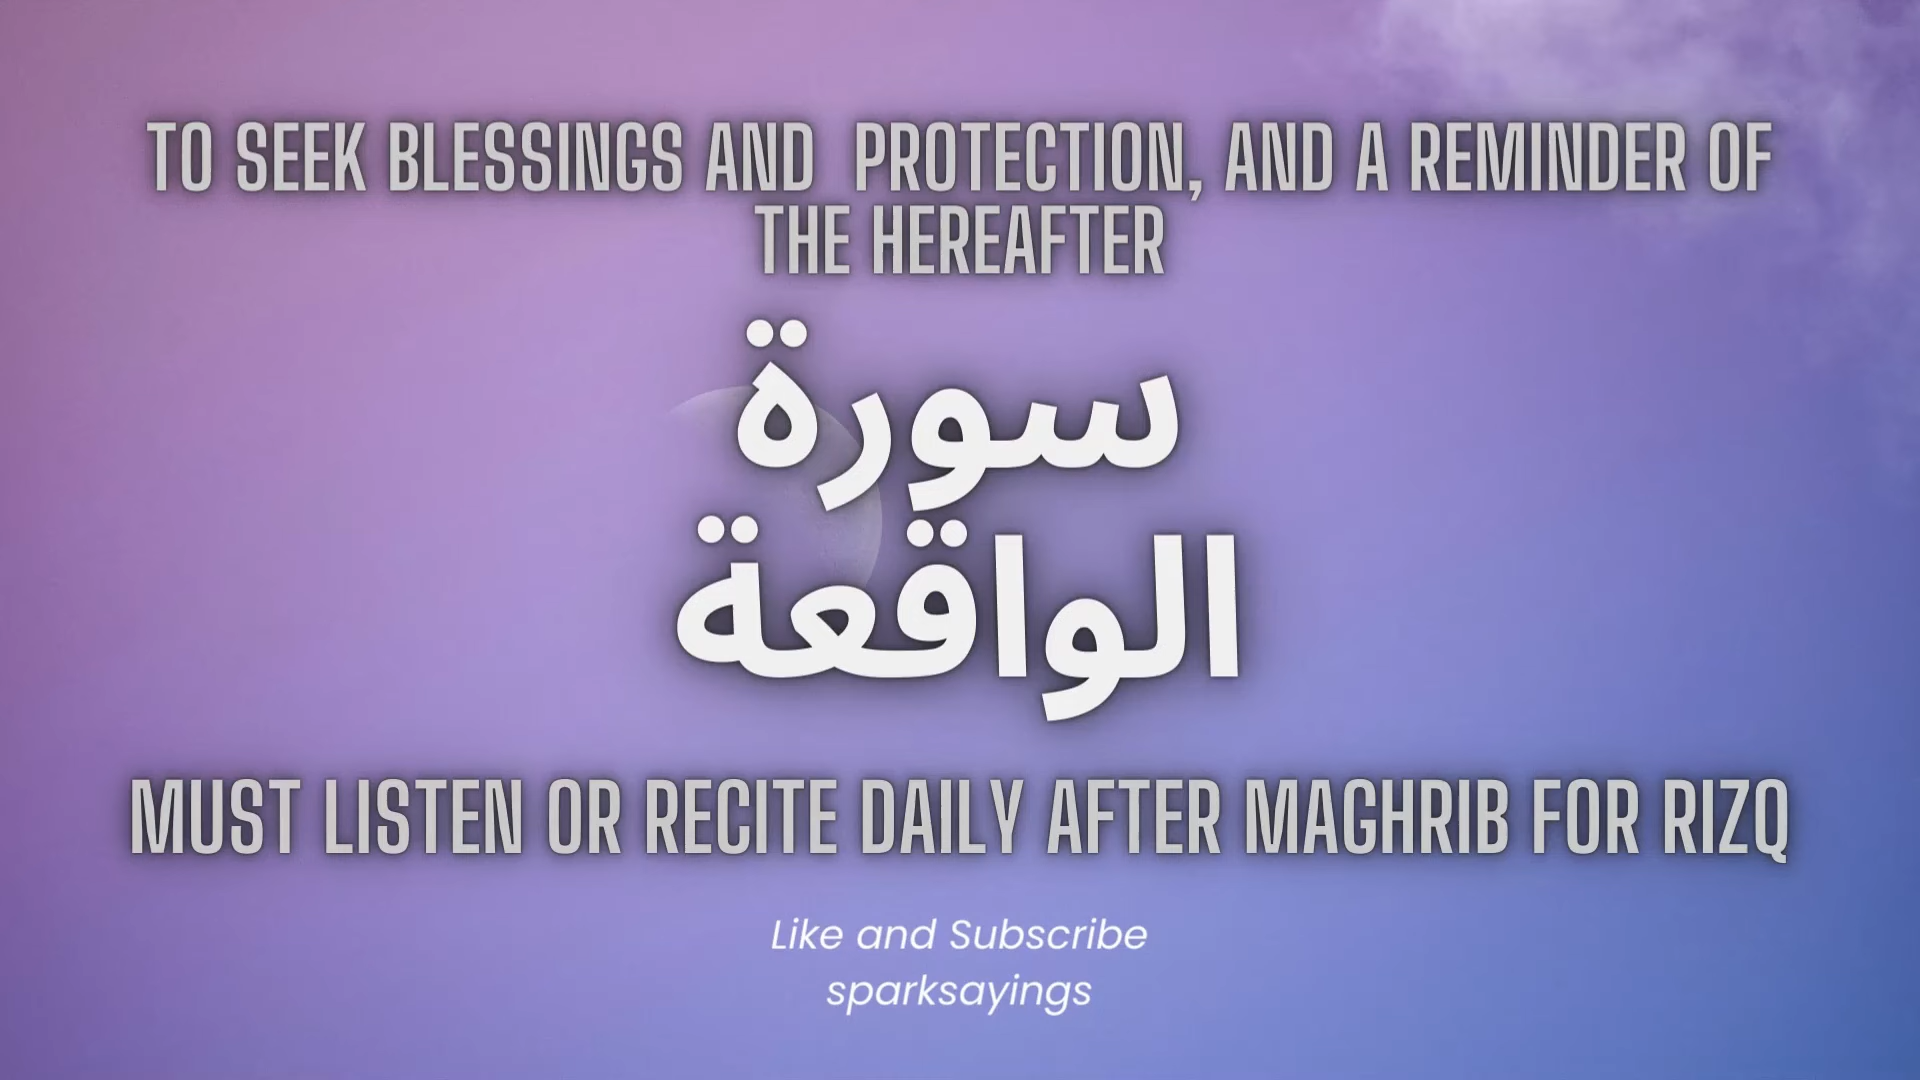 TO SEEK BLESSINGS AND PROTECTION, AND A REMINDER OF
THE HEREAFTER
سورة
الواقعة
MUST LISTEN OR RECITE DAILY AFTER MAGHRIB FOR RIZQ
Like and Subscribe
sparksayings